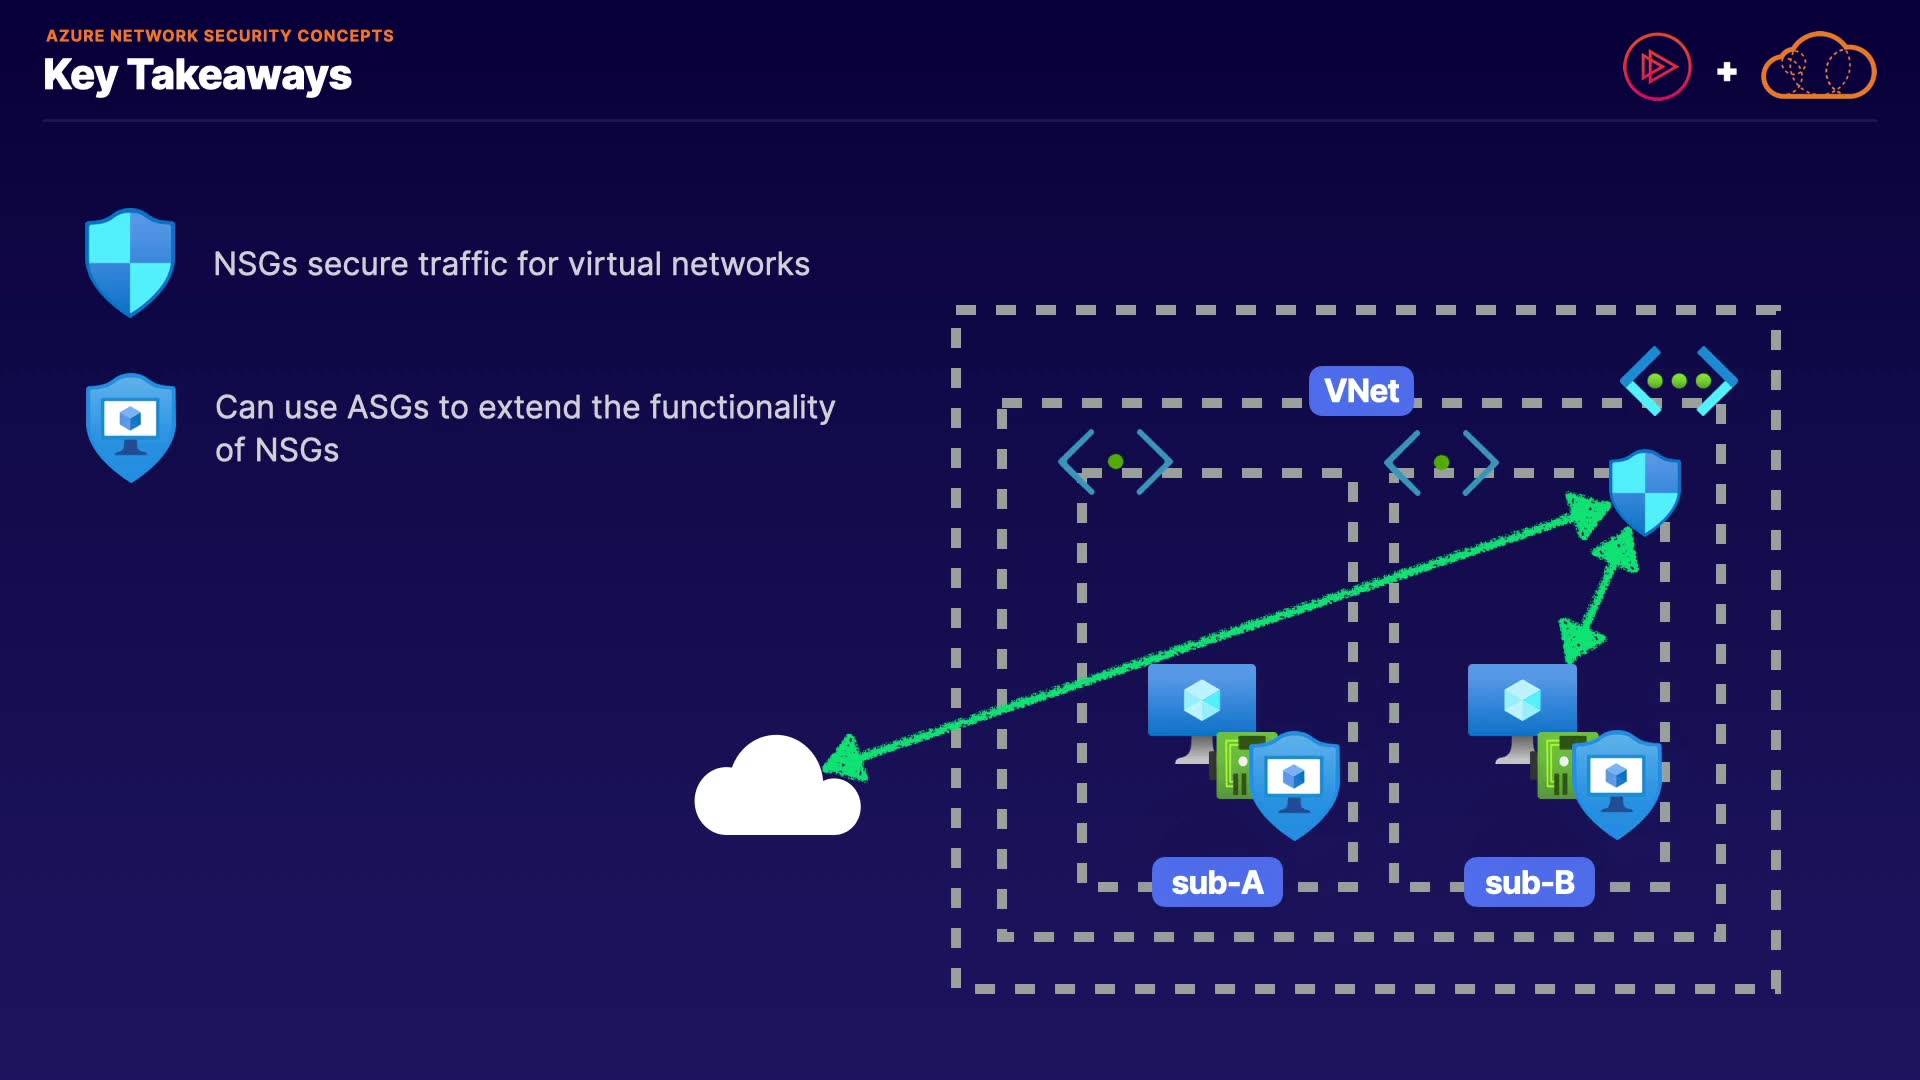 AZURE NETWORK SECURITY CONCEPTS
Key Takeaways
NSGs secure traffic for virtual networks
Can use ASGs to extend the functionality
of NSGs
VNet
sub-A
sub-B